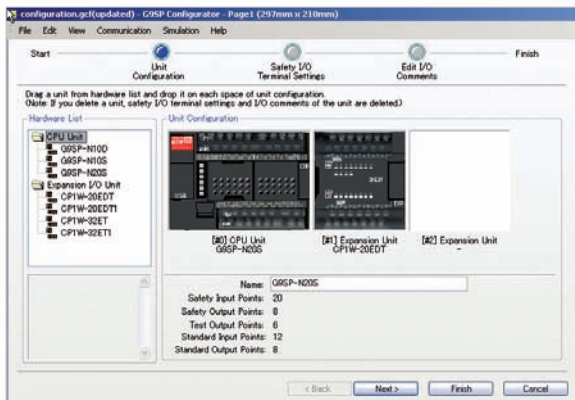 configuration.gcf(updated) - G9SP Configurator - Page1 (297mm x 210mm)
File Edit View Communication Simulation Help
Start
Unit Configuration
Safety I/O Terminal Settings
Edit I/O Comments
Finish
Drag a unit from hardware list and drop it on each space of unit configuration.
(Note: If you delete a unit, safety I/O terminal settings and I/O comments of the unit are deleted.)
Hardware List
CPU Unit
G9SP-N10D
G9SP-N10S
G9SP-N20S
Expansion I/O Unit
CP1W-20EDT
CP1W-20EDT1
CP1W-32ET
CP1W-32ET1
Unit Configuration
[#0] CPU Unit
G9SP-N20S
[#1] Expansion Unit
CP1W-20EDT
[#2] Expansion Unit
-
Name: G9SP-N20S
Safety Input Points: 20
Safety Output Points: 8
Test Output Points: 6
Standard Input Points: 12
Standard Output Points: 8
< Back
Next >
Finish
Cancel